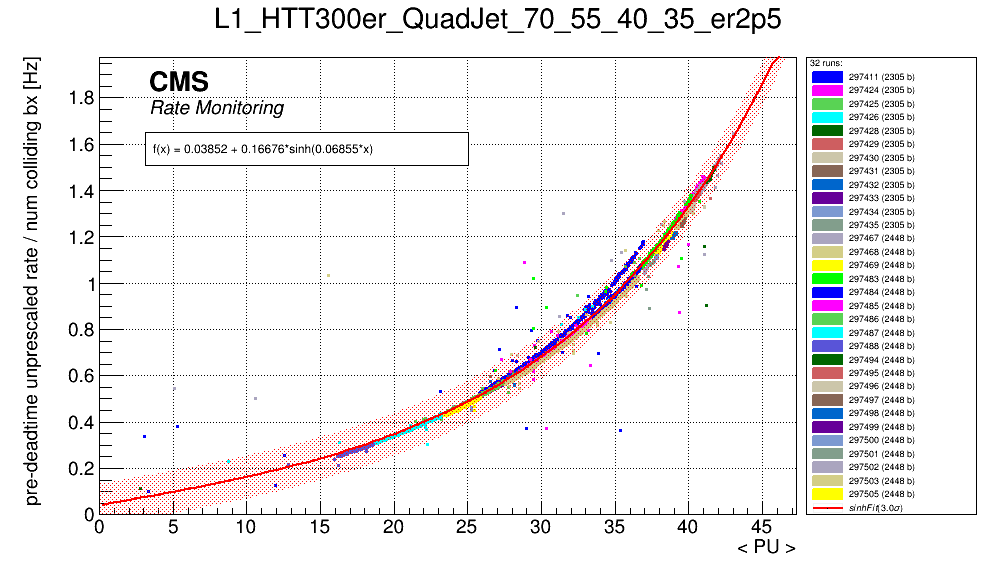 L1_HTT300er_QuadJet_70_55_40_35_er2p5
pre-deadtime unprescaled rate / num colliding bx [Hz]
CMS
Rate Monitoring
f(x) = 0.03852 + 0.16676*sinh(0.06855*x)
1.8
1.6
1.4
1.2
1
0.8
0.6
0.4
0.2
0
0 5 10 15 20 25 30 35 40 45
< PU >
32 runs:
297411 (2305 b)
297424 (2305 b)
297425 (2305 b)
297426 (2305 b)
297428 (2305 b)
297429 (2305 b)
297430 (2305 b)
297431 (2305 b)
297432 (2305 b)
297433 (2305 b)
297434 (2305 b)
297435 (2305 b)
297467 (2448 b)
297468 (2448 b)
297469 (2448 b)
297483 (2448 b)
297484 (2448 b)
297485 (2448 b)
297486 (2448 b)
297487 (2448 b)
297488 (2448 b)
297494 (2448 b)
297495 (2448 b)
297496 (2448 b)
297497 (2448 b)
297498 (2448 b)
297499 (2448 b)
297500 (2448 b)
297501 (2448 b)
297502 (2448 b)
297503 (2448 b)
297505 (2448 b)
sinhFit(3.0σ)